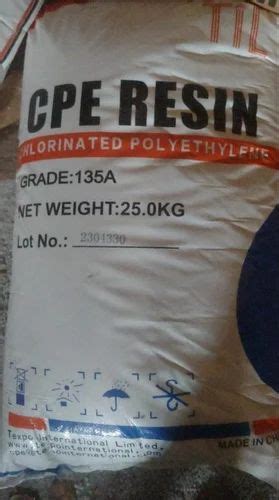 TIL
CPE RESIN
CHLORINATED POLYETHYLENE
GRADE:135A
NET WEIGHT:25.0KG
Lot No.: 2304330
Texpo International Limited.
MADE IN CH